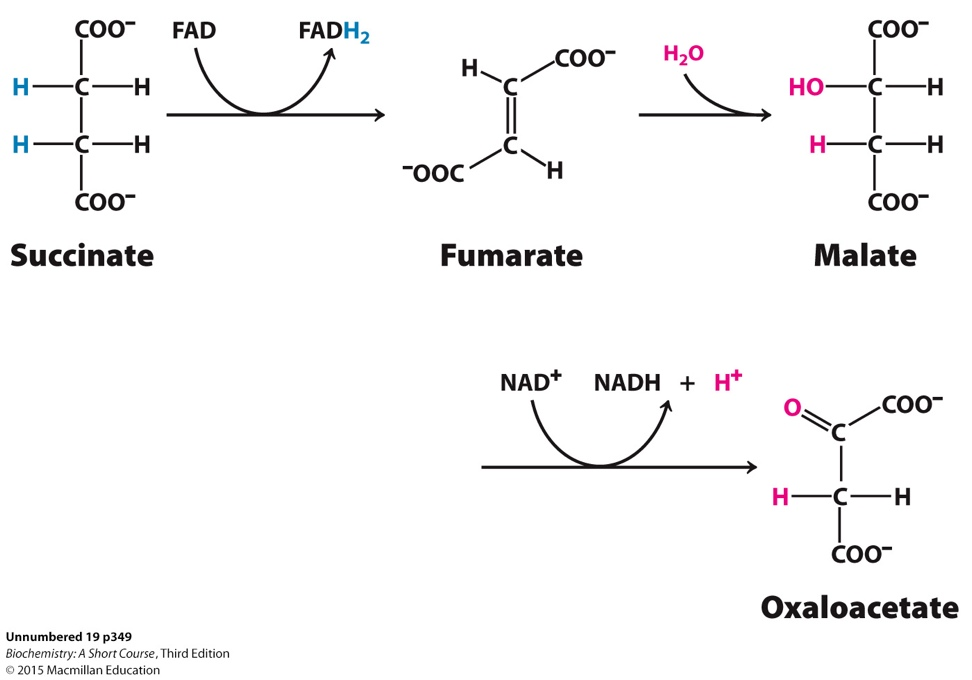 COO⁻ FAD FADH₂ COO⁻ H₂O COO⁻
H C H H C HO C H
H C H C H C H
COO⁻ ⁻OOC H COO⁻
Succinate Fumarate Malate
NAD⁺ NADH + H⁺ O COO⁻
C
H C H
COO⁻
Oxaloacetate
Unnumbered 19 p349
Biochemistry: A Short Course, Third Edition
© 2015 Macmillan Education